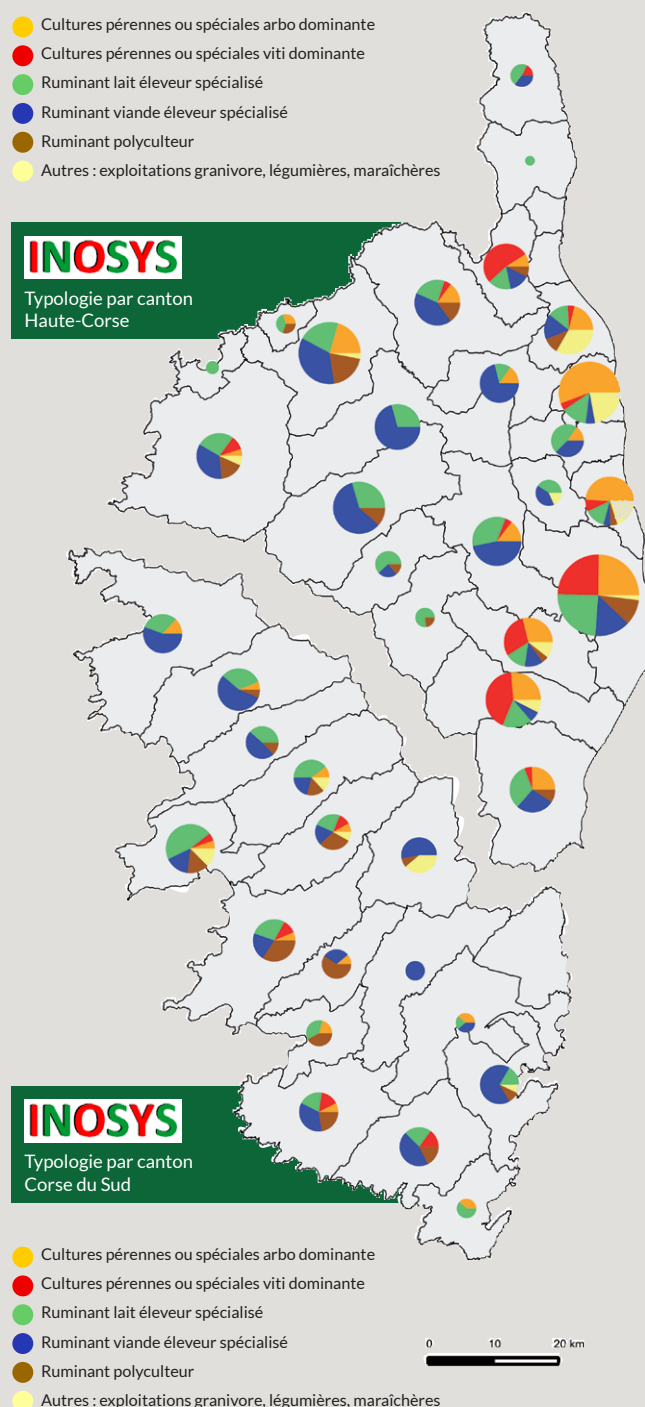 Cultures pérennes ou spéciales arbo dominante
Cultures pérennes ou spéciales viti dominante
Ruminant lait éleveur spécialisé
Ruminant viande éleveur spécialisé
Ruminant polyculteur
Autres : exploitations granivore, légumières, maraîchères
INOSYS
Typologie par canton
Haute-Corse
INOSYS
Typologie par canton
Corse du Sud
Cultures pérennes ou spéciales arbo dominante
Cultures pérennes ou spéciales viti dominante
Ruminant lait éleveur spécialisé
Ruminant viande éleveur spécialisé
Ruminant polyculteur
Autres : exploitations granivore, légumières, maraîchères
0 10 20 km